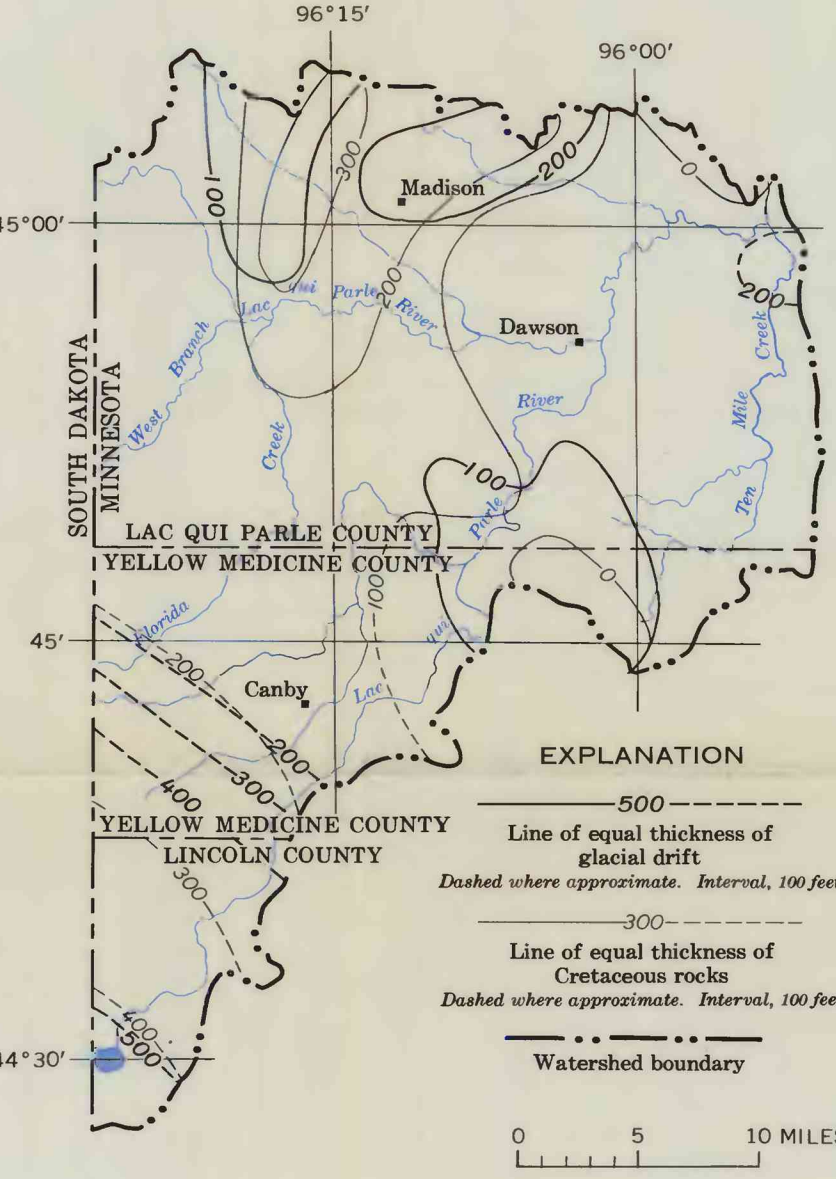 96°15'
96°00'
300
200
0
100
Madison
45°00'
200
qui Parle
Lac
River
200
Dawson
Creek
Branch
West
River
Mile
Creek
100
Ten
SOUTH DAKOTA
MINNESOTA
Parle
LAC QUI PARLE COUNTY
YELLOW MEDICINE COUNTY
100
0
Florida
qui
45'
200
Canby
Lac
200
300
400
EXPLANATION
500
YELLOW MEDICINE COUNTY
LINCOLN COUNTY
Line of equal thickness of
glacial drift
Dashed where approximate. Interval, 100 feet
300
300
Line of equal thickness of
Cretaceous rocks
Dashed where approximate. Interval, 100 feet
400
500
44°30'
Watershed boundary
0 5 10 MILES